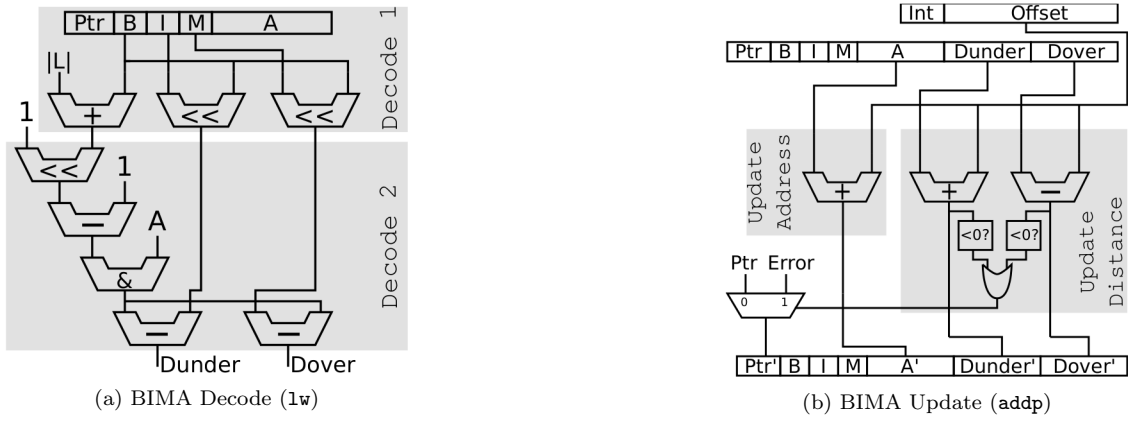 Ptr B I M A
Decode 1
|L|
+ << <<
1
<<
1
−
A
&
Decode 2
− −
Dunder Dover
(a) BIMA Decode (lw)
Int Offset
Ptr B I M A Dunder Dover
Update
Address
+ + −
<0? <0?
Update
Distance
Ptr Error
0 1
Ptr' B I M A' Dunder' Dover'
(b) BIMA Update (addp)